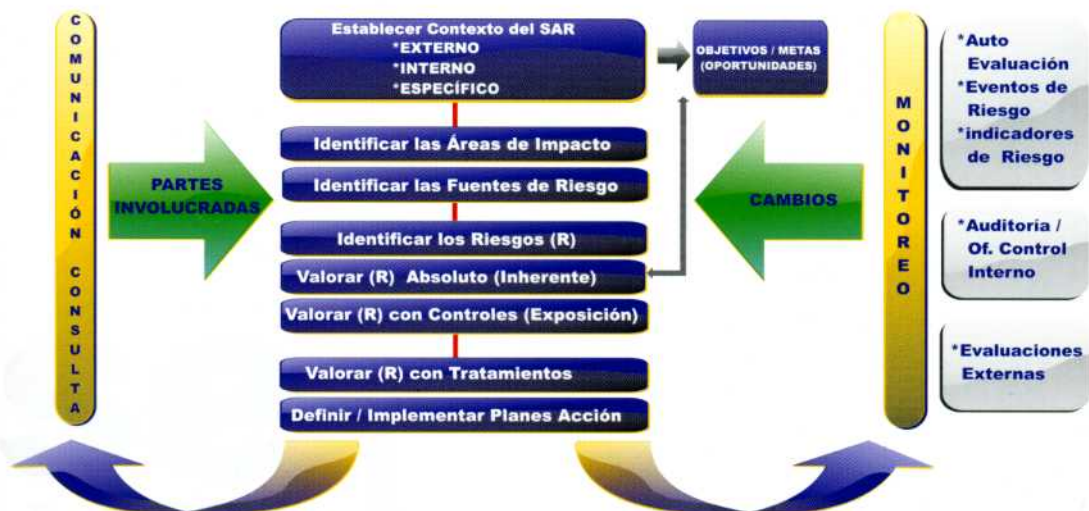 COMUNICACIÓN CONSULTA
PARTES
INVOLUCRADAS
Establecer Contexto del SAR
*EXTERNO
*INTERNO
*ESPECÍFICO
OBJETIVOS / METAS
(OPORTUNIDADES)
Identificar las Áreas de Impacto
Identificar las Fuentes de Riesgo
Identificar los Riesgos (R)
Valorar (R) Absoluto (Inherente)
Valorar (R) con Controles (Exposición)
Valorar (R) con Tratamientos
Definir / Implementar Planes Acción
CAMBIOS
MONITOREO
*Auto
Evaluación
*Eventos de
Riesgo
*indicadores
de Riesgo
*Auditoría /
Of. Control
Interno
*Evaluaciones
Externas